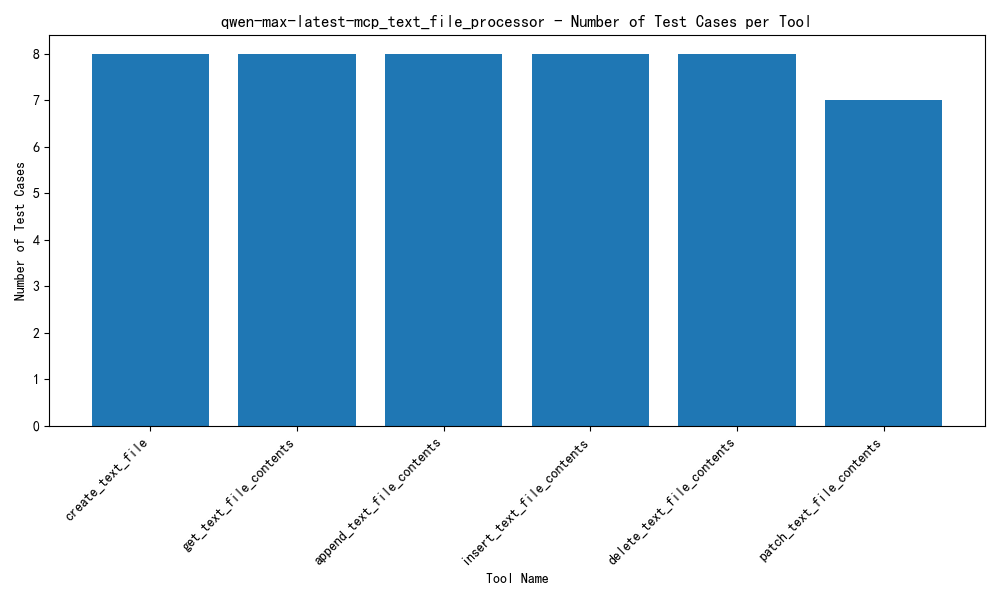 qwen-max-latest-mcp_text_file_processor - Number of Test Cases per Tool
Number of Test Cases
8
7
6
5
4
3
2
1
0
create_text_file
get_text_file_contents
append_text_file_contents
insert_text_file_contents
delete_text_file_contents
patch_text_file_contents
Tool Name